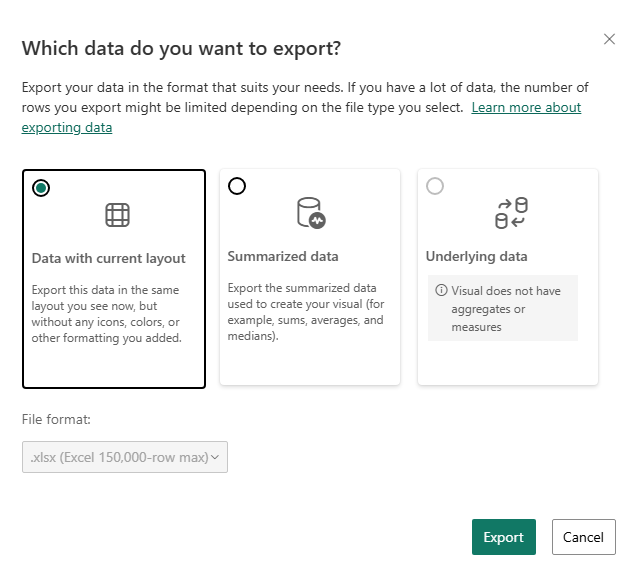 Which data do you want to export?
Export your data in the format that suits your needs. If you have a lot of data, the number of
rows you export might be limited depending on the file type you select. Learn more about
exporting data
Data with current layout
Export this data in the same
layout you see now, but
without any icons, colors, or
other formatting you added.
Summarized data
Export the summarized data
used to create your visual (for
example, sums, averages, and
medians).
Underlying data
Visual does not have
aggregates or
measures
File format:
.xlsx (Excel 150,000-row max)
Export
Cancel